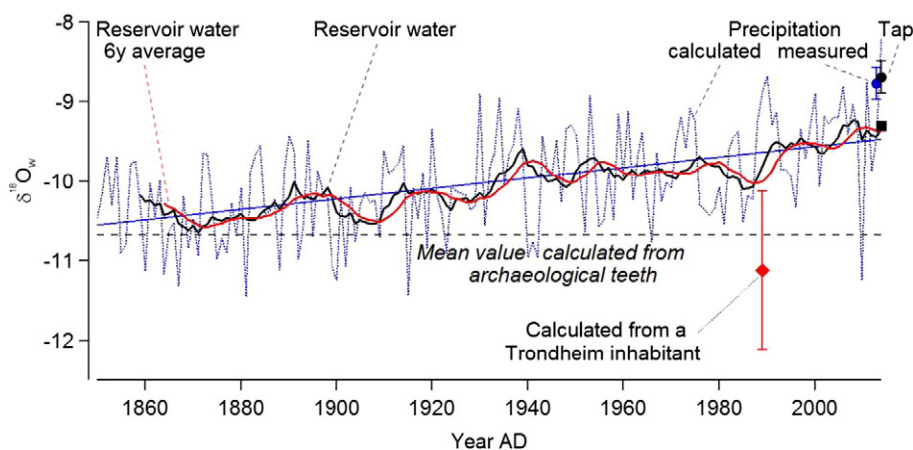 -8
-9
-10
-11
-12
δ¹⁸Ow
Reservoir water
6y average
Reservoir water
Precipitation
calculated measured
Tap
Mean value calculated from
archaeological teeth
Calculated from a
Trondheim inhabitant
1860 1880 1900 1920 1940 1960 1980 2000
Year AD